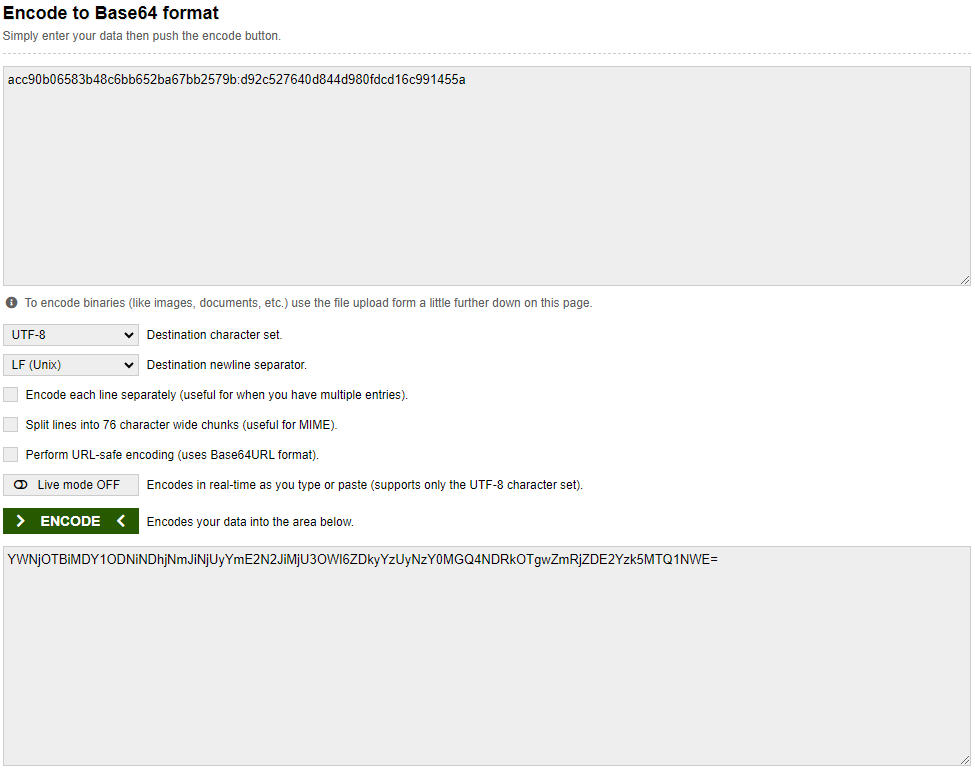 Encode to Base64 format
Simply enter your data then push the encode button.
acc90b06583b48c6bb652ba67bb2579b:d92c527640d844d980fdcd16c991455a
To encode binaries (like images, documents, etc.) use the file upload form a little further down on this page.
UTF-8 Destination character set.
LF (Unix) Destination newline separator.
Encode each line separately (useful for when you have multiple entries).
Split lines into 76 character wide chunks (useful for MIME).
Perform URL-safe encoding (uses Base64URL format).
Live mode OFF Encodes in real-time as you type or paste (supports only the UTF-8 character set).
ENCODE Encodes your data into the area below.
YWNjOTBiMDY1ODNiNDhjNmJiNjUyYmE2N2JiMjU3OWI6ZDkyYzUyNzY0MGQ4NDRkOTgwZmRjZDE2Yzk5MTQ1NWE=